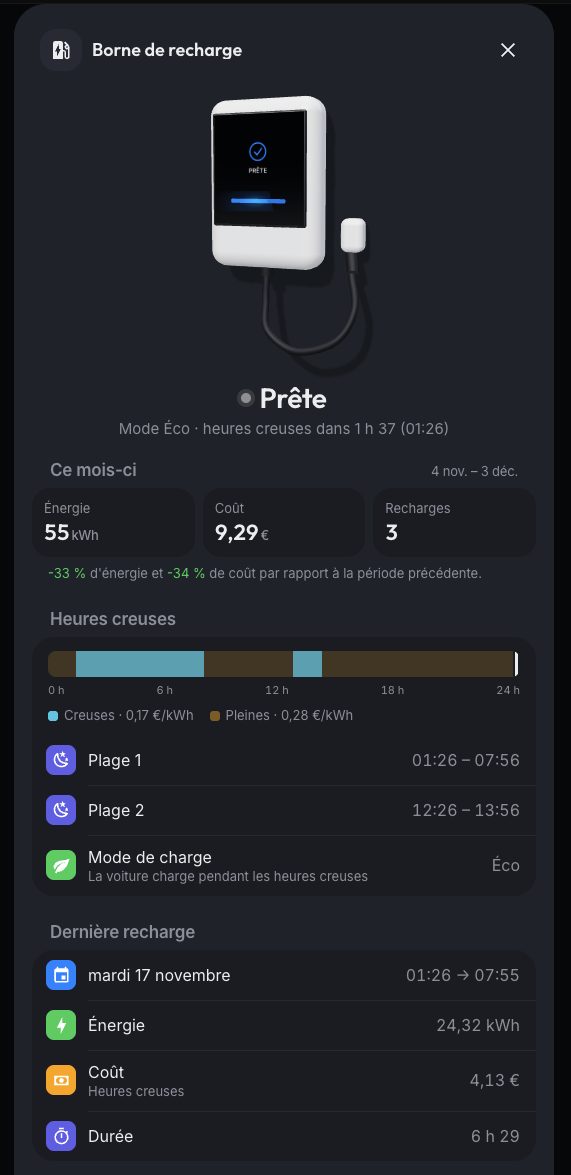 Borne de recharge
PRÊTE
Prête
Mode Éco · heures creuses dans 1 h 37 (01:26)
Ce mois-ci
4 nov. – 3 déc.
Énergie
55 kWh
Coût
9,29 €
Recharges
3
-33 % d'énergie et -34 % de coût par rapport à la période précédente.
Heures creuses
0 h 6 h 12 h 18 h 24 h
Creuses · 0,17 €/kWh Pleines · 0,28 €/kWh
Plage 1 01:26 – 07:56
Plage 2 12:26 – 13:56
Mode de charge
La voiture charge pendant les heures creuses
Éco
Dernière recharge
mardi 17 novembre 01:26 → 07:55
Énergie 24,32 kWh
Coût
Heures creuses
4,13 €
Durée 6 h 29